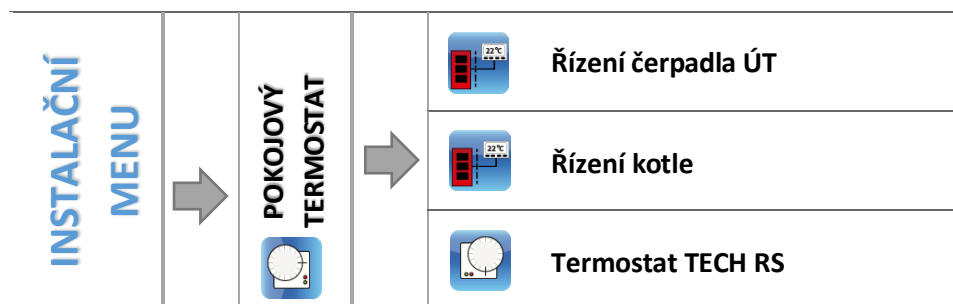 INSTALAČNÍ
MENU
POKOJOVÝ
TERMOSTAT
22°C
Řízení čerpadla ÚT
22°C
Řízení kotle
Termostat TECH RS